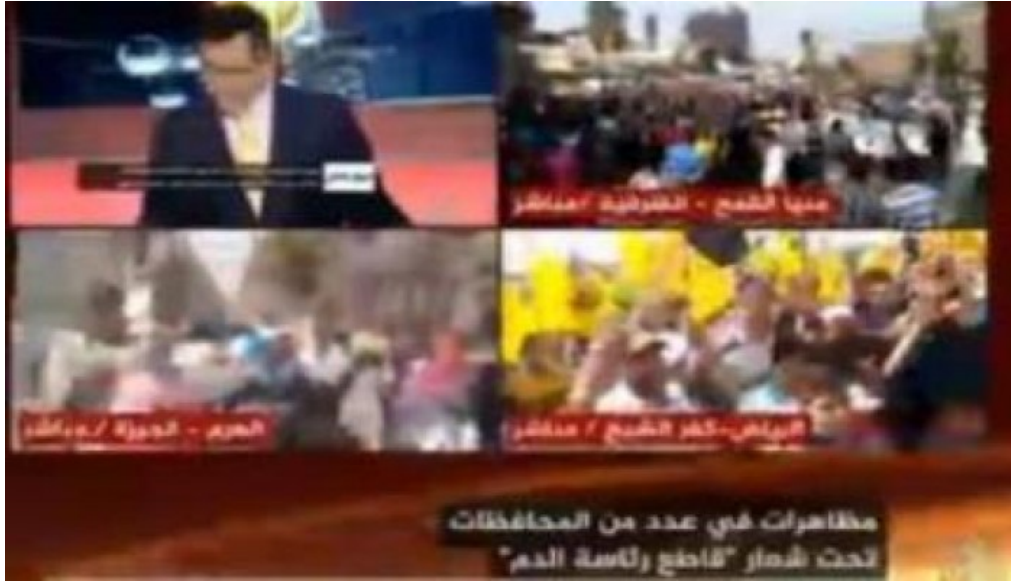 منيا القمح - الشرقية / مباشر
الهرم - الجيزة / مباشر
الرياض-كفر الشيخ / مباشر
مظاهرات في عدد من المحافظات
تحت شعار "قاطع رئاسة الدم"